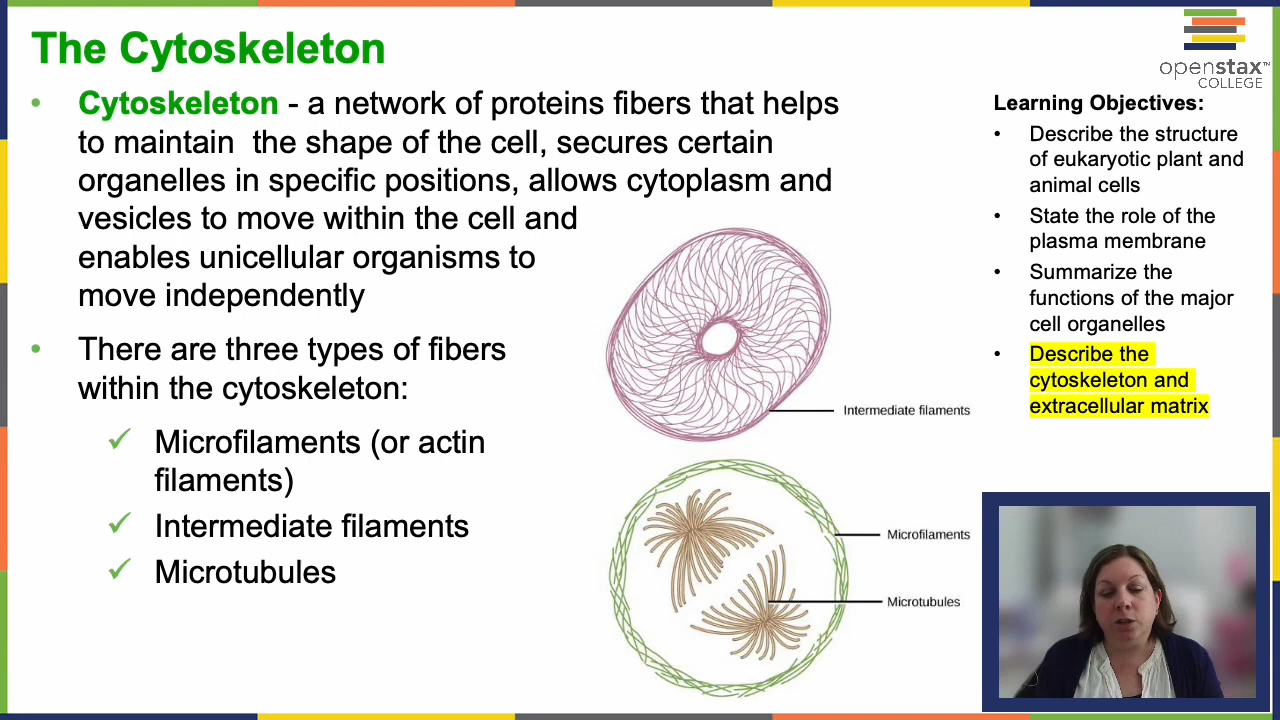 The Cytoskeleton
• Cytoskeleton - a network of proteins fibers that helps
to maintain the shape of the cell, secures certain
organelles in specific positions, allows cytoplasm and
vesicles to move within the cell and
enables unicellular organisms to
move independently
• There are three types of fibers
within the cytoskeleton:
✓ Microfilaments (or actin
filaments)
✓ Intermediate filaments
✓ Microtubules
Intermediate filaments
Microfilaments
Microtubules
openstax™
COLLEGE
Learning Objectives:
• Describe the structure
of eukaryotic plant and
animal cells
• State the role of the
plasma membrane
• Summarize the
functions of the major
cell organelles
• Describe the
cytoskeleton and
extracellular matrix